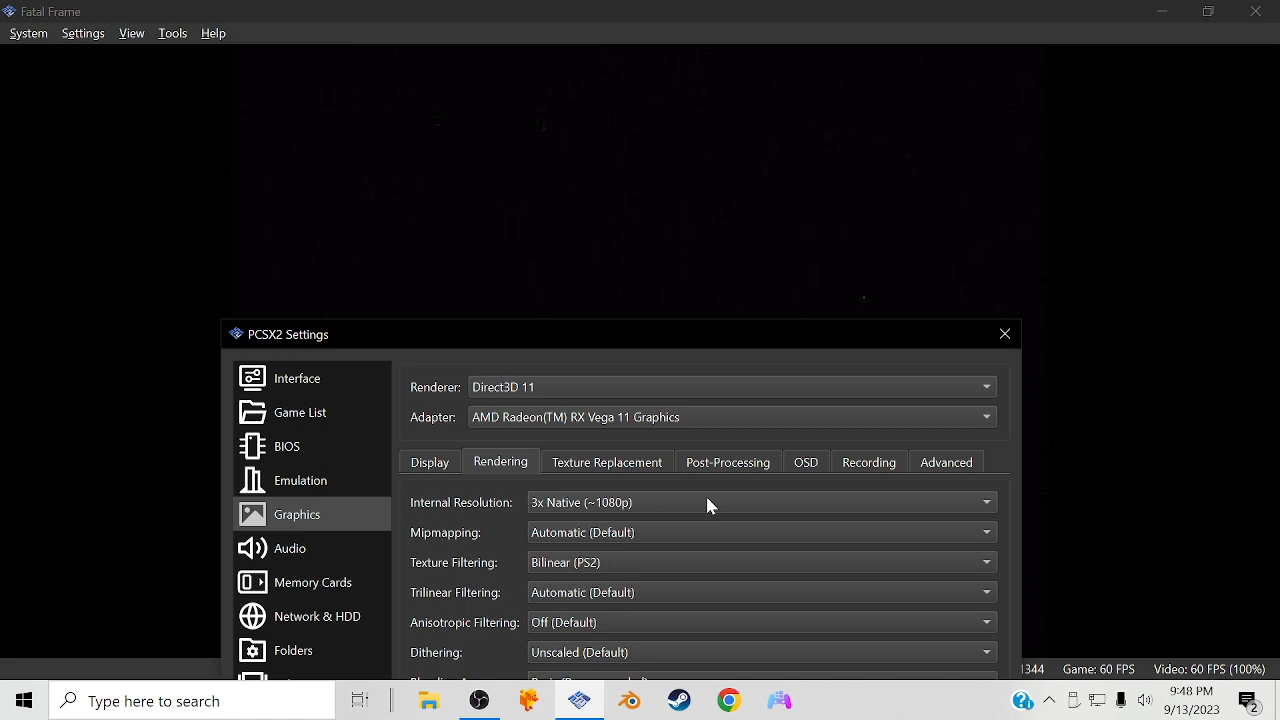 Fatal Frame
System Settings View Tools Help
PCSX2 Settings
Interface
Game List
BIOS
Emulation
Graphics
Audio
Memory Cards
Network & HDD
Folders
Renderer: Direct3D 11
Adapter: AMD Radeon(TM) RX Vega 11 Graphics
Display Rendering Texture Replacement Post-Processing OSD Recording Advanced
Internal Resolution: 3x Native (~1080p)
Mipmapping: Automatic (Default)
Texture Filtering: Bilinear (PS2)
Trilinear Filtering: Automatic (Default)
Anisotropic Filtering: Off (Default)
Dithering: Unscaled (Default)
1344 Game: 60 FPS Video: 60 FPS (100%)
Type here to search
9:48 PM
9/13/2023
2